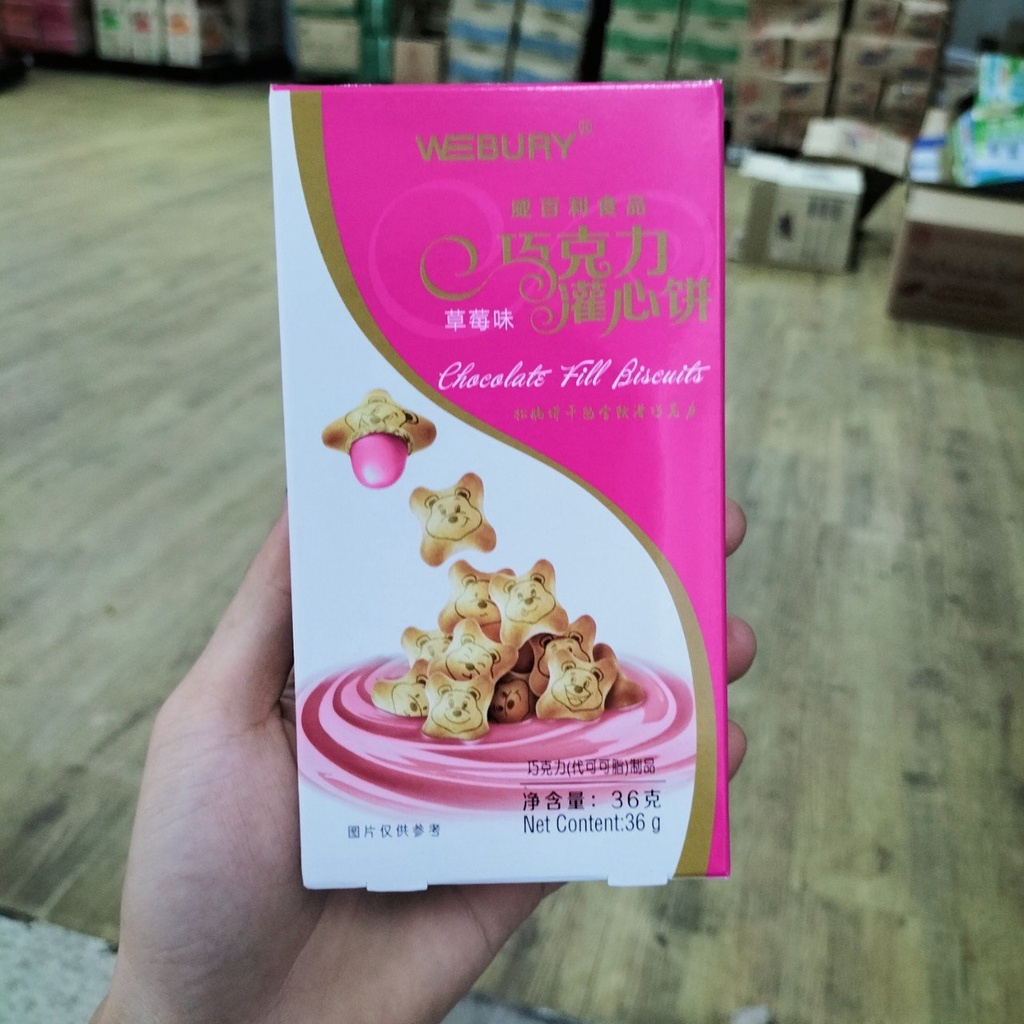 WEBURY®
威百利食品
巧克力
灌心饼
草莓味
Chocolate Fill Biscuits
巧克力(代可可脂)制品
净含量：36克
Net Content:36 g
图片仅供参考